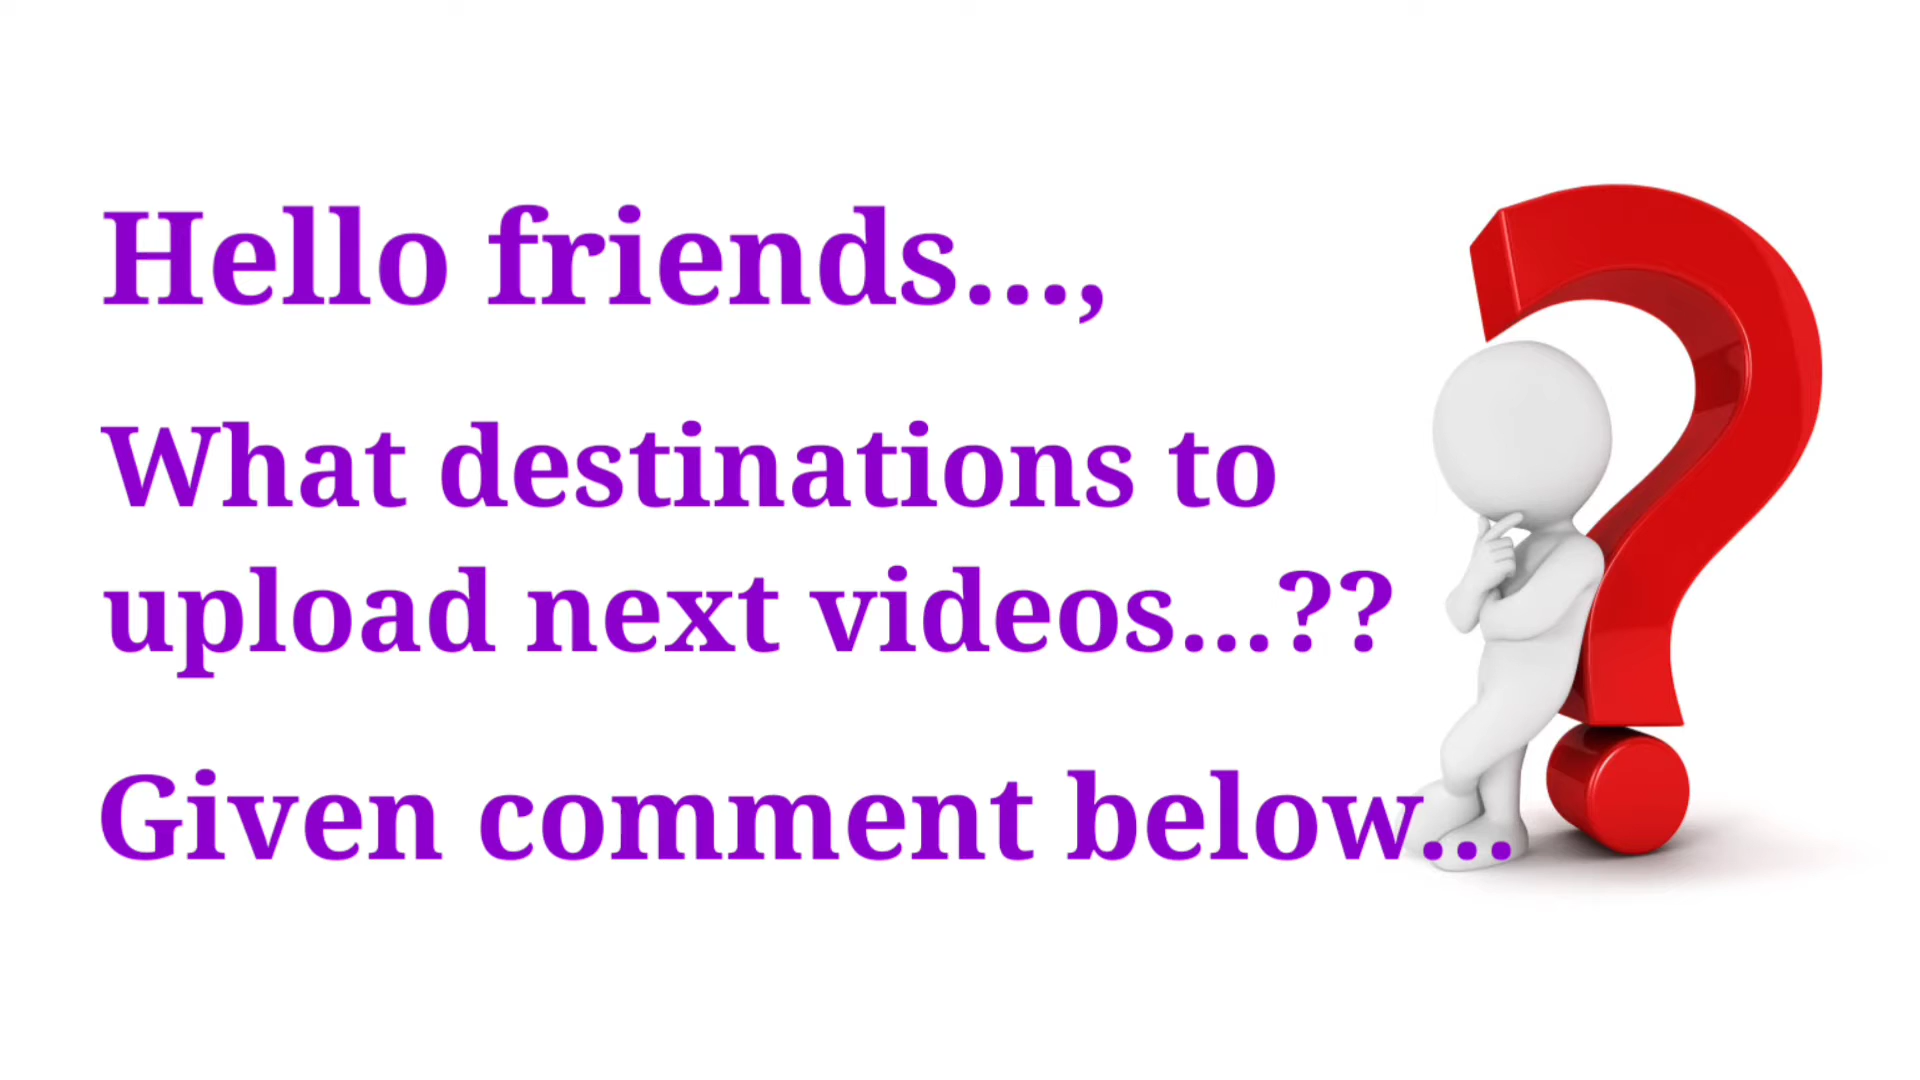 Hello friends...,
What destinations to
upload next videos...??
Given comment below...